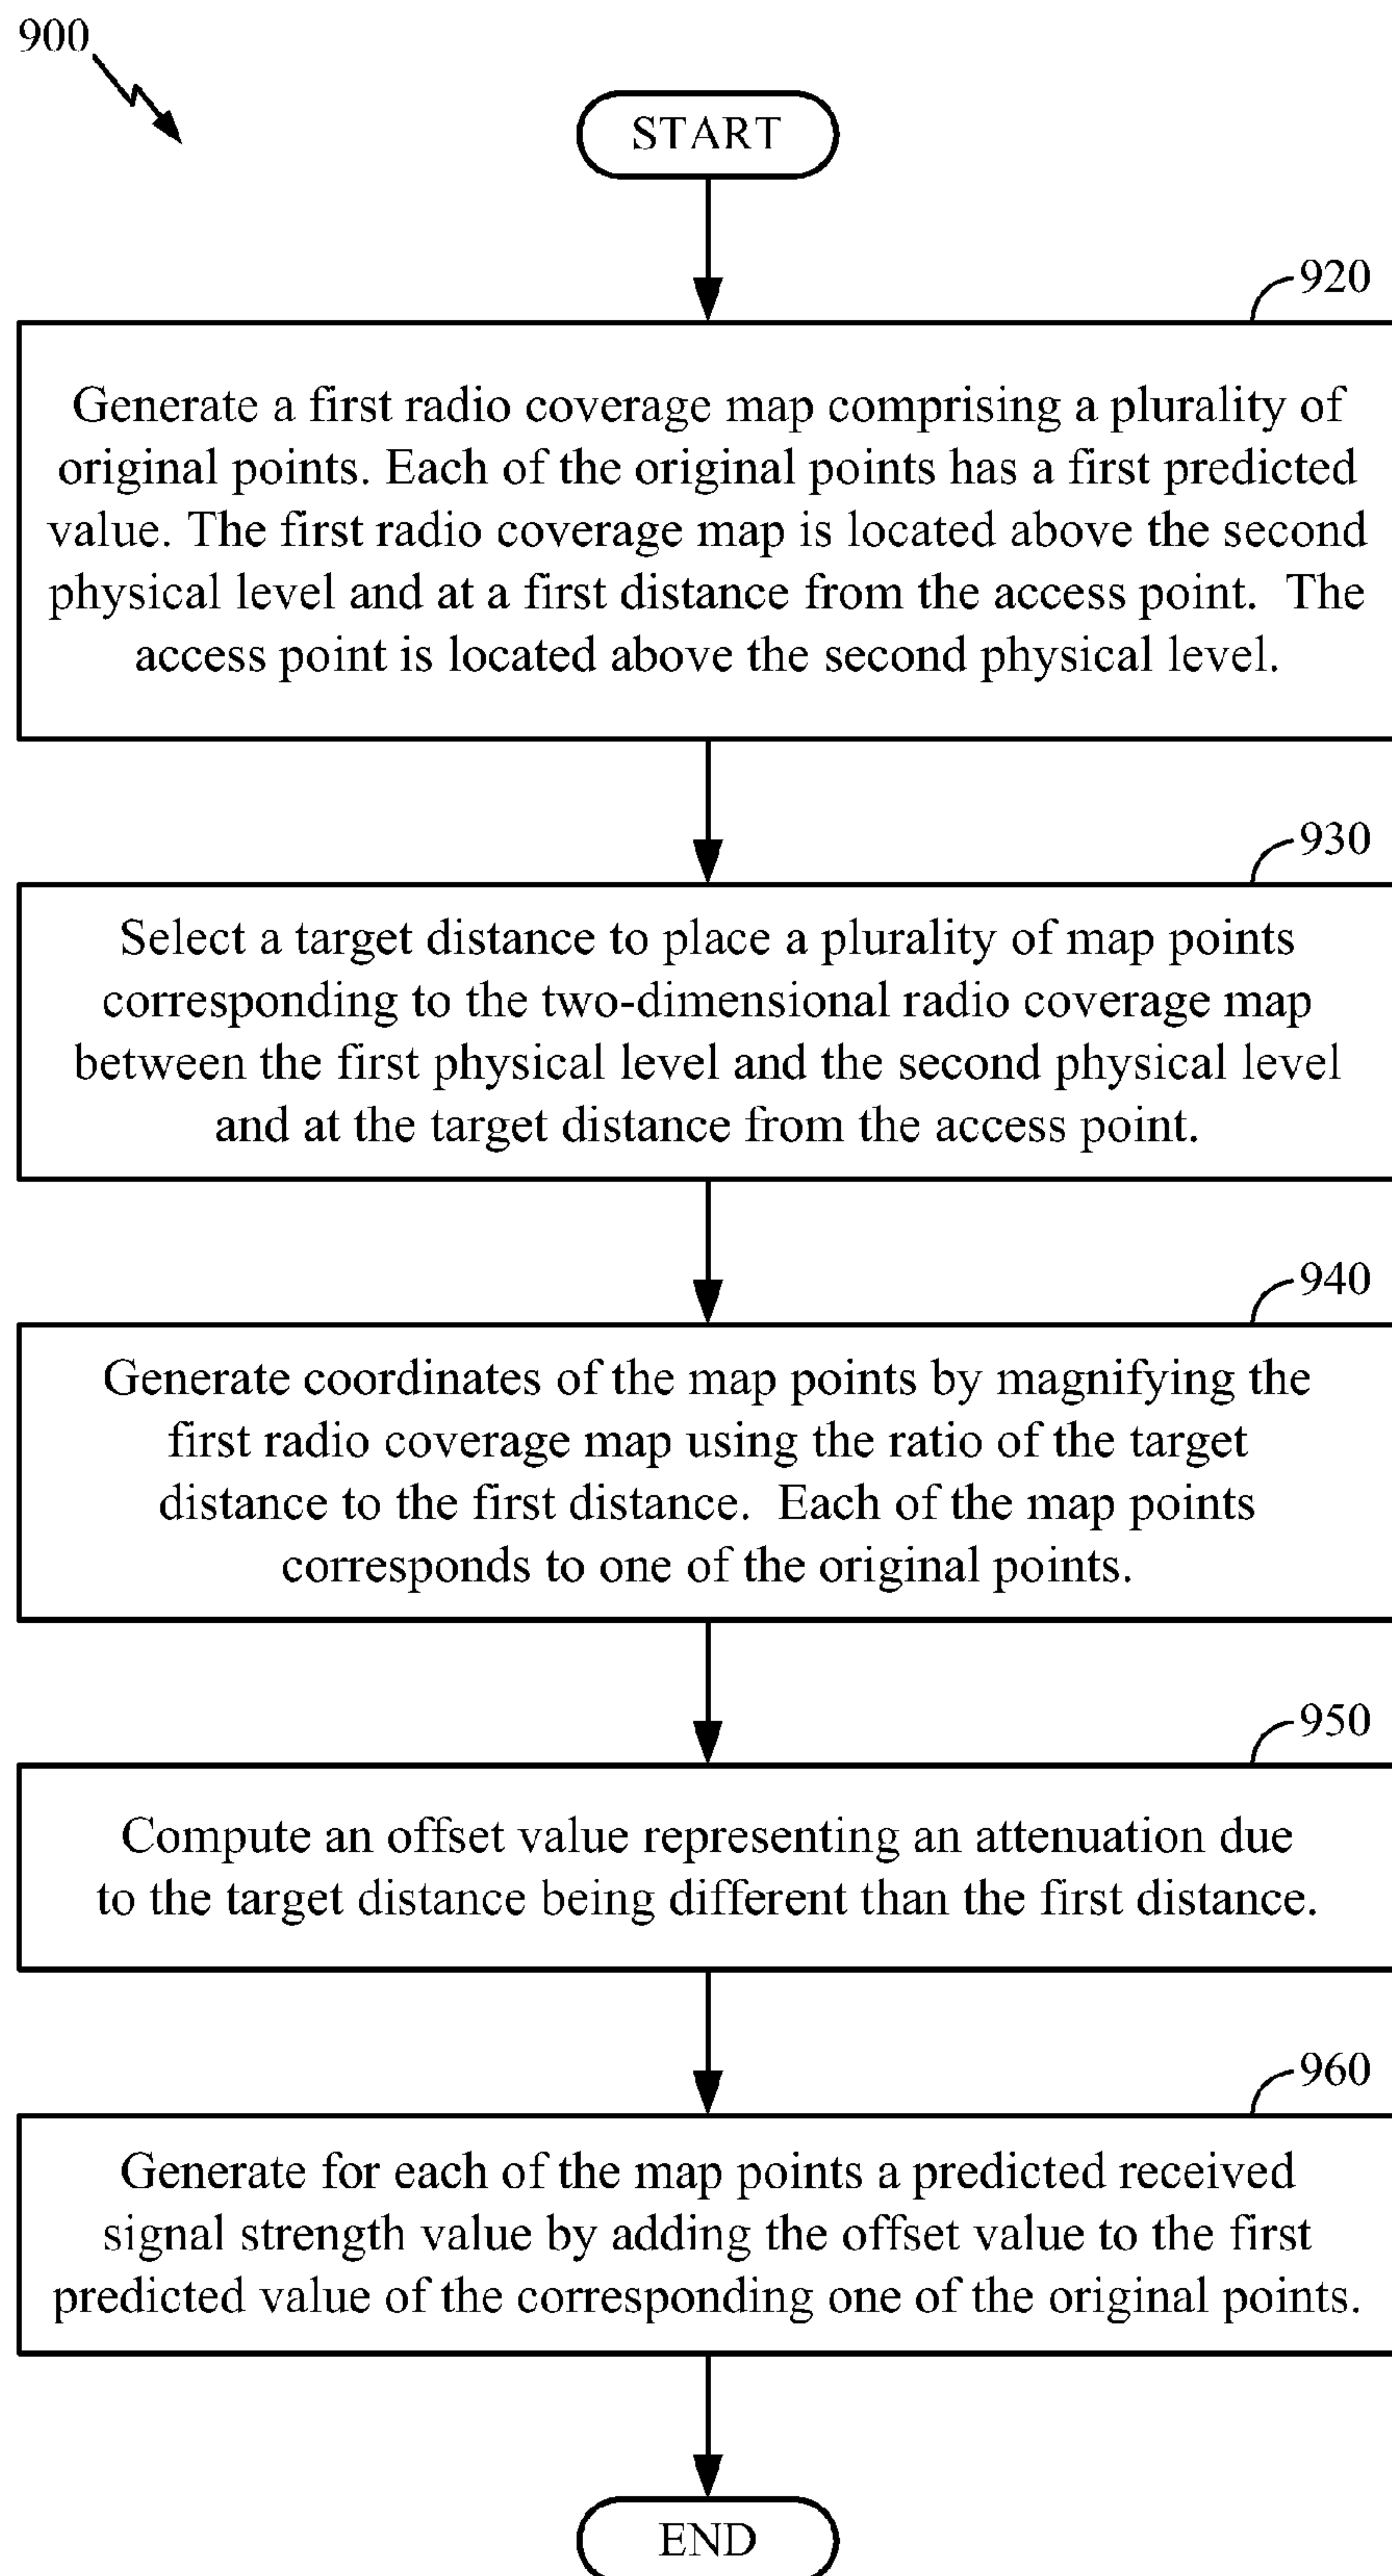 900
START
920
Generate a first radio coverage map comprising a plurality of
original points. Each of the original points has a first predicted
value. The first radio coverage map is located above the second
physical level and at a first distance from the access point. The
access point is located above the second physical level.
930
Select a target distance to place a plurality of map points
corresponding to the two-dimensional radio coverage map
between the first physical level and the second physical level
and at the target distance from the access point.
940
Generate coordinates of the map points by magnifying the
first radio coverage map using the ratio of the target
distance to the first distance. Each of the map points
corresponds to one of the original points.
950
Compute an offset value representing an attenuation due
to the target distance being different than the first distance.
960
Generate for each of the map points a predicted received
signal strength value by adding the offset value to the first
predicted value of the corresponding one of the original points.
END